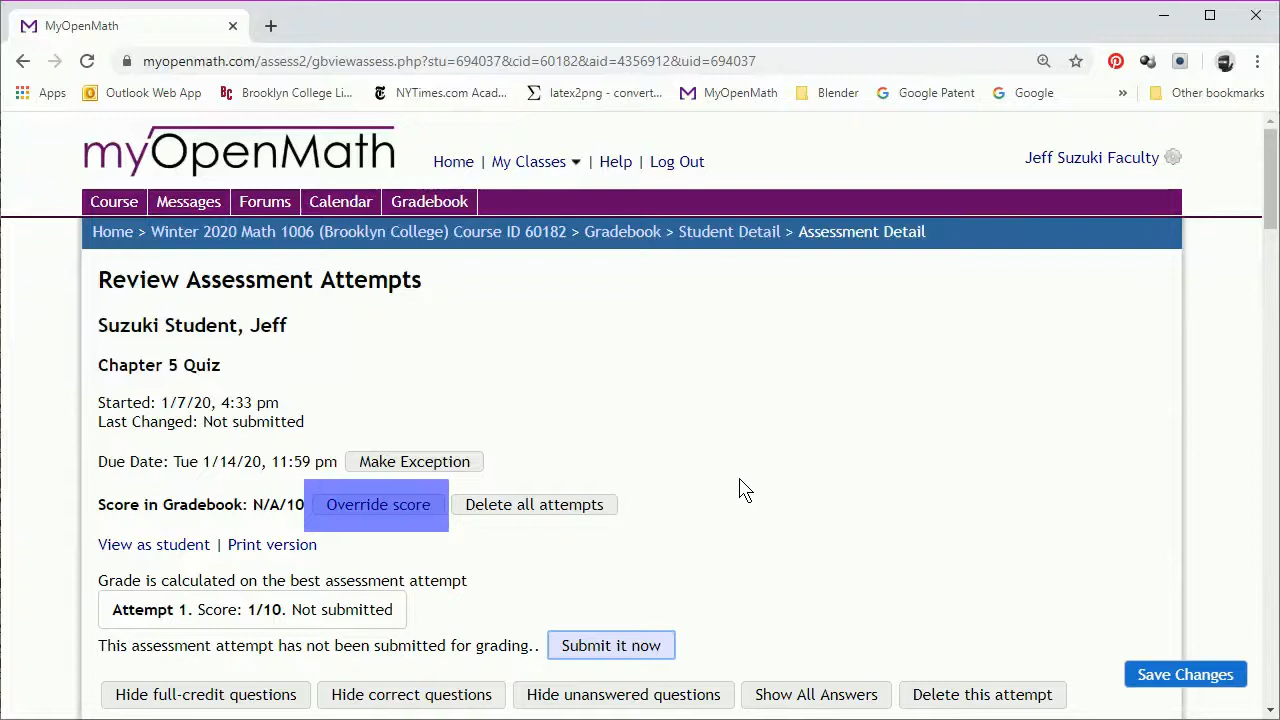 MyOpenMath
myopenmath.com/assess2/gbviewassess.php?stu=694037&cid=60182&aid=4356912&uid=694037
Apps Outlook Web App Brooklyn College Li... NYTimes.com Acad... latex2png - convert... MyOpenMath Blender Google Patent Google » Other bookmarks
myOpenMath
Home | My Classes | Help | Log Out
Jeff Suzuki Faculty
Course Messages Forums Calendar Gradebook
Home > Winter 2020 Math 1006 (Brooklyn College) Course ID 60182 > Gradebook > Student Detail > Assessment Detail
Review Assessment Attempts
Suzuki Student, Jeff
Chapter 5 Quiz
Started: 1/7/20, 4:33 pm
Last Changed: Not submitted
Due Date: Tue 1/14/20, 11:59 pm Make Exception
Score in Gradebook: N/A/10 Override score Delete all attempts
View as student | Print version
Grade is calculated on the best assessment attempt
Attempt 1. Score: 1/10. Not submitted
This assessment attempt has not been submitted for grading.. Submit it now
Save Changes
Hide full-credit questions Hide correct questions Hide unanswered questions Show All Answers Delete this attempt